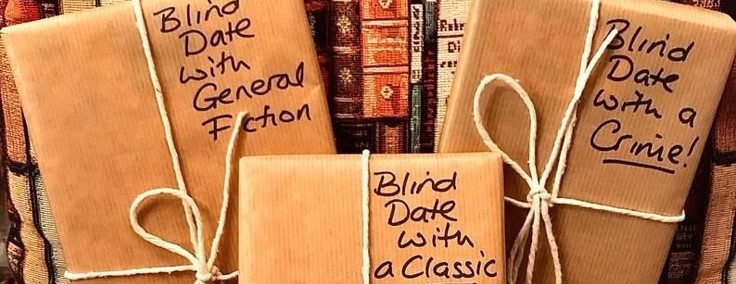 Blind
Date
with
General
Fiction
Blind
Date
with
a Classic
Blind
Date
with a
Crime!